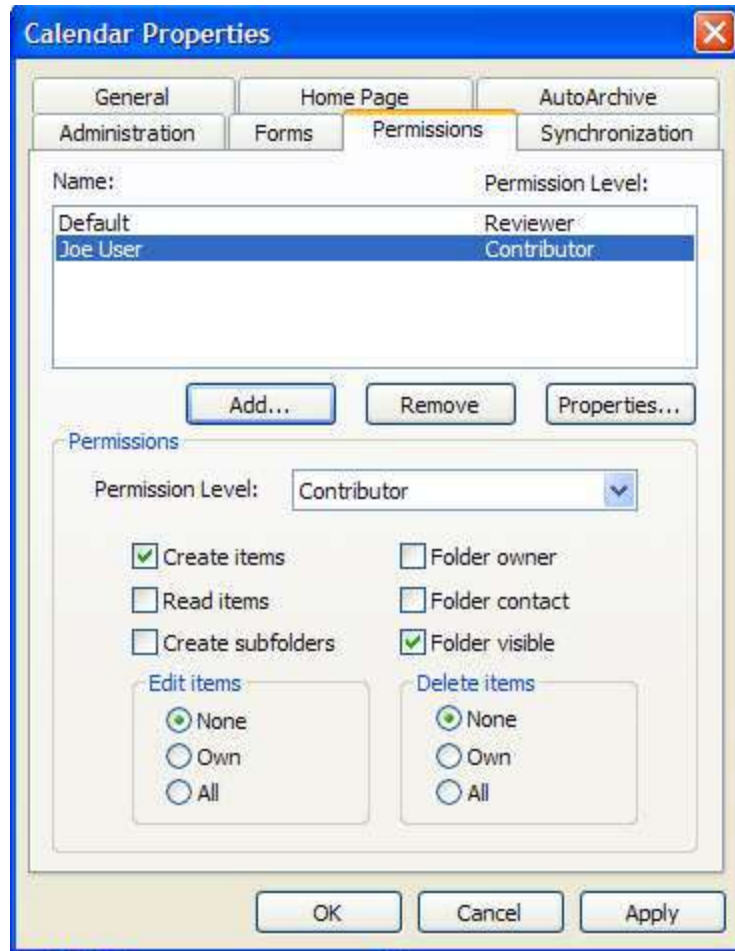 Calendar Properties
General Home Page AutoArchive
Administration Forms Permissions Synchronization
Name: Permission Level:
Default Reviewer
Joe User Contributor
Add... Remove Properties...
Permissions
Permission Level: Contributor
Create items Folder owner
Read items Folder contact
Create subfolders Folder visible
Edit items Delete items
None None
Own Own
All All
OK Cancel Apply